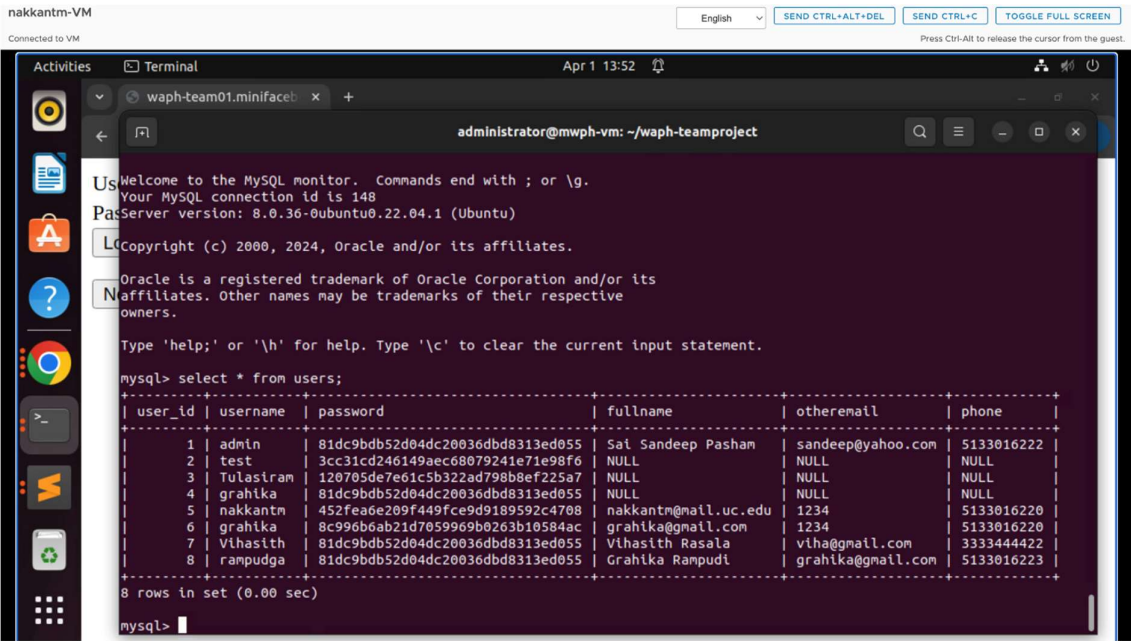 nakkantm-VM
English
SEND CTRL+ALT+DEL
SEND CTRL+C
TOGGLE FULL SCREEN
Connected to VM
Press Ctrl-Alt to release the cursor from the guest.
Activities
Terminal
Apr 1 13:52
waph-team01.minifaceb
administrator@mwph-vm: ~/waph-teamproject
Welcome to the MySQL monitor.  Commands end with ; or \g.
Your MySQL connection id is 148
Server version: 8.0.36-0ubuntu0.22.04.1 (Ubuntu)
Copyright (c) 2000, 2024, Oracle and/or its affiliates.
Oracle is a registered trademark of Oracle Corporation and/or its
affiliates. Other names may be trademarks of their respective
owners.
Type 'help;' or '\h' for help. Type '\c' to clear the current input statement.
mysql> select * from users;
| user_id | username | password | fullname | otheremail | phone |
| 1 | admin | 81dc9bdb52d04dc20036dbd8313ed055 | Sai Sandeep Pasham | sandeep@yahoo.com | 5133016222 |
| 2 | test | 3cc31cd246149aec68079241e71e98f6 | NULL | NULL | NULL |
| 3 | Tulasiram | 120705de7e61c5b322ad798b8ef225a7 | NULL | NULL | NULL |
| 4 | grahika | 81dc9bdb52d04dc20036dbd8313ed055 | NULL | NULL | NULL |
| 5 | nakkantm | 452fea6e209f449fce9d9189592c4708 | nakkantm@mail.uc.edu | 1234 | 5133016220 |
| 6 | grahika | 8c996b6ab21d7059969b0263b10584ac | grahika@gmail.com | 1234 | 5133016220 |
| 7 | Vihasith | 81dc9bdb52d04dc20036dbd8313ed055 | Vihasith Rasala | viha@gmail.com | 3333444422 |
| 8 | rampudga | 81dc9bdb52d04dc20036dbd8313ed055 | Grahika Rampudi | grahika@gmail.com | 5133016223 |
8 rows in set (0.00 sec)
mysql>